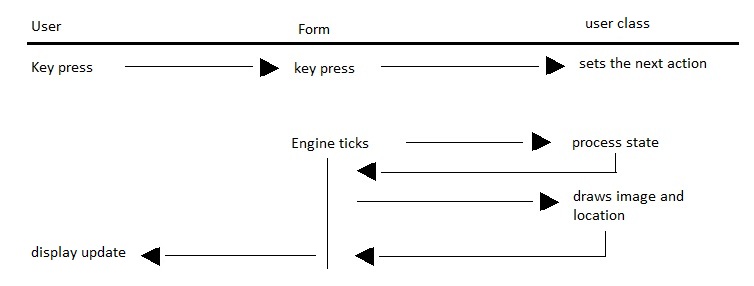 User
Form
user class
Key press
key press
sets the next action
Engine ticks
process state
draws image and
location
display update